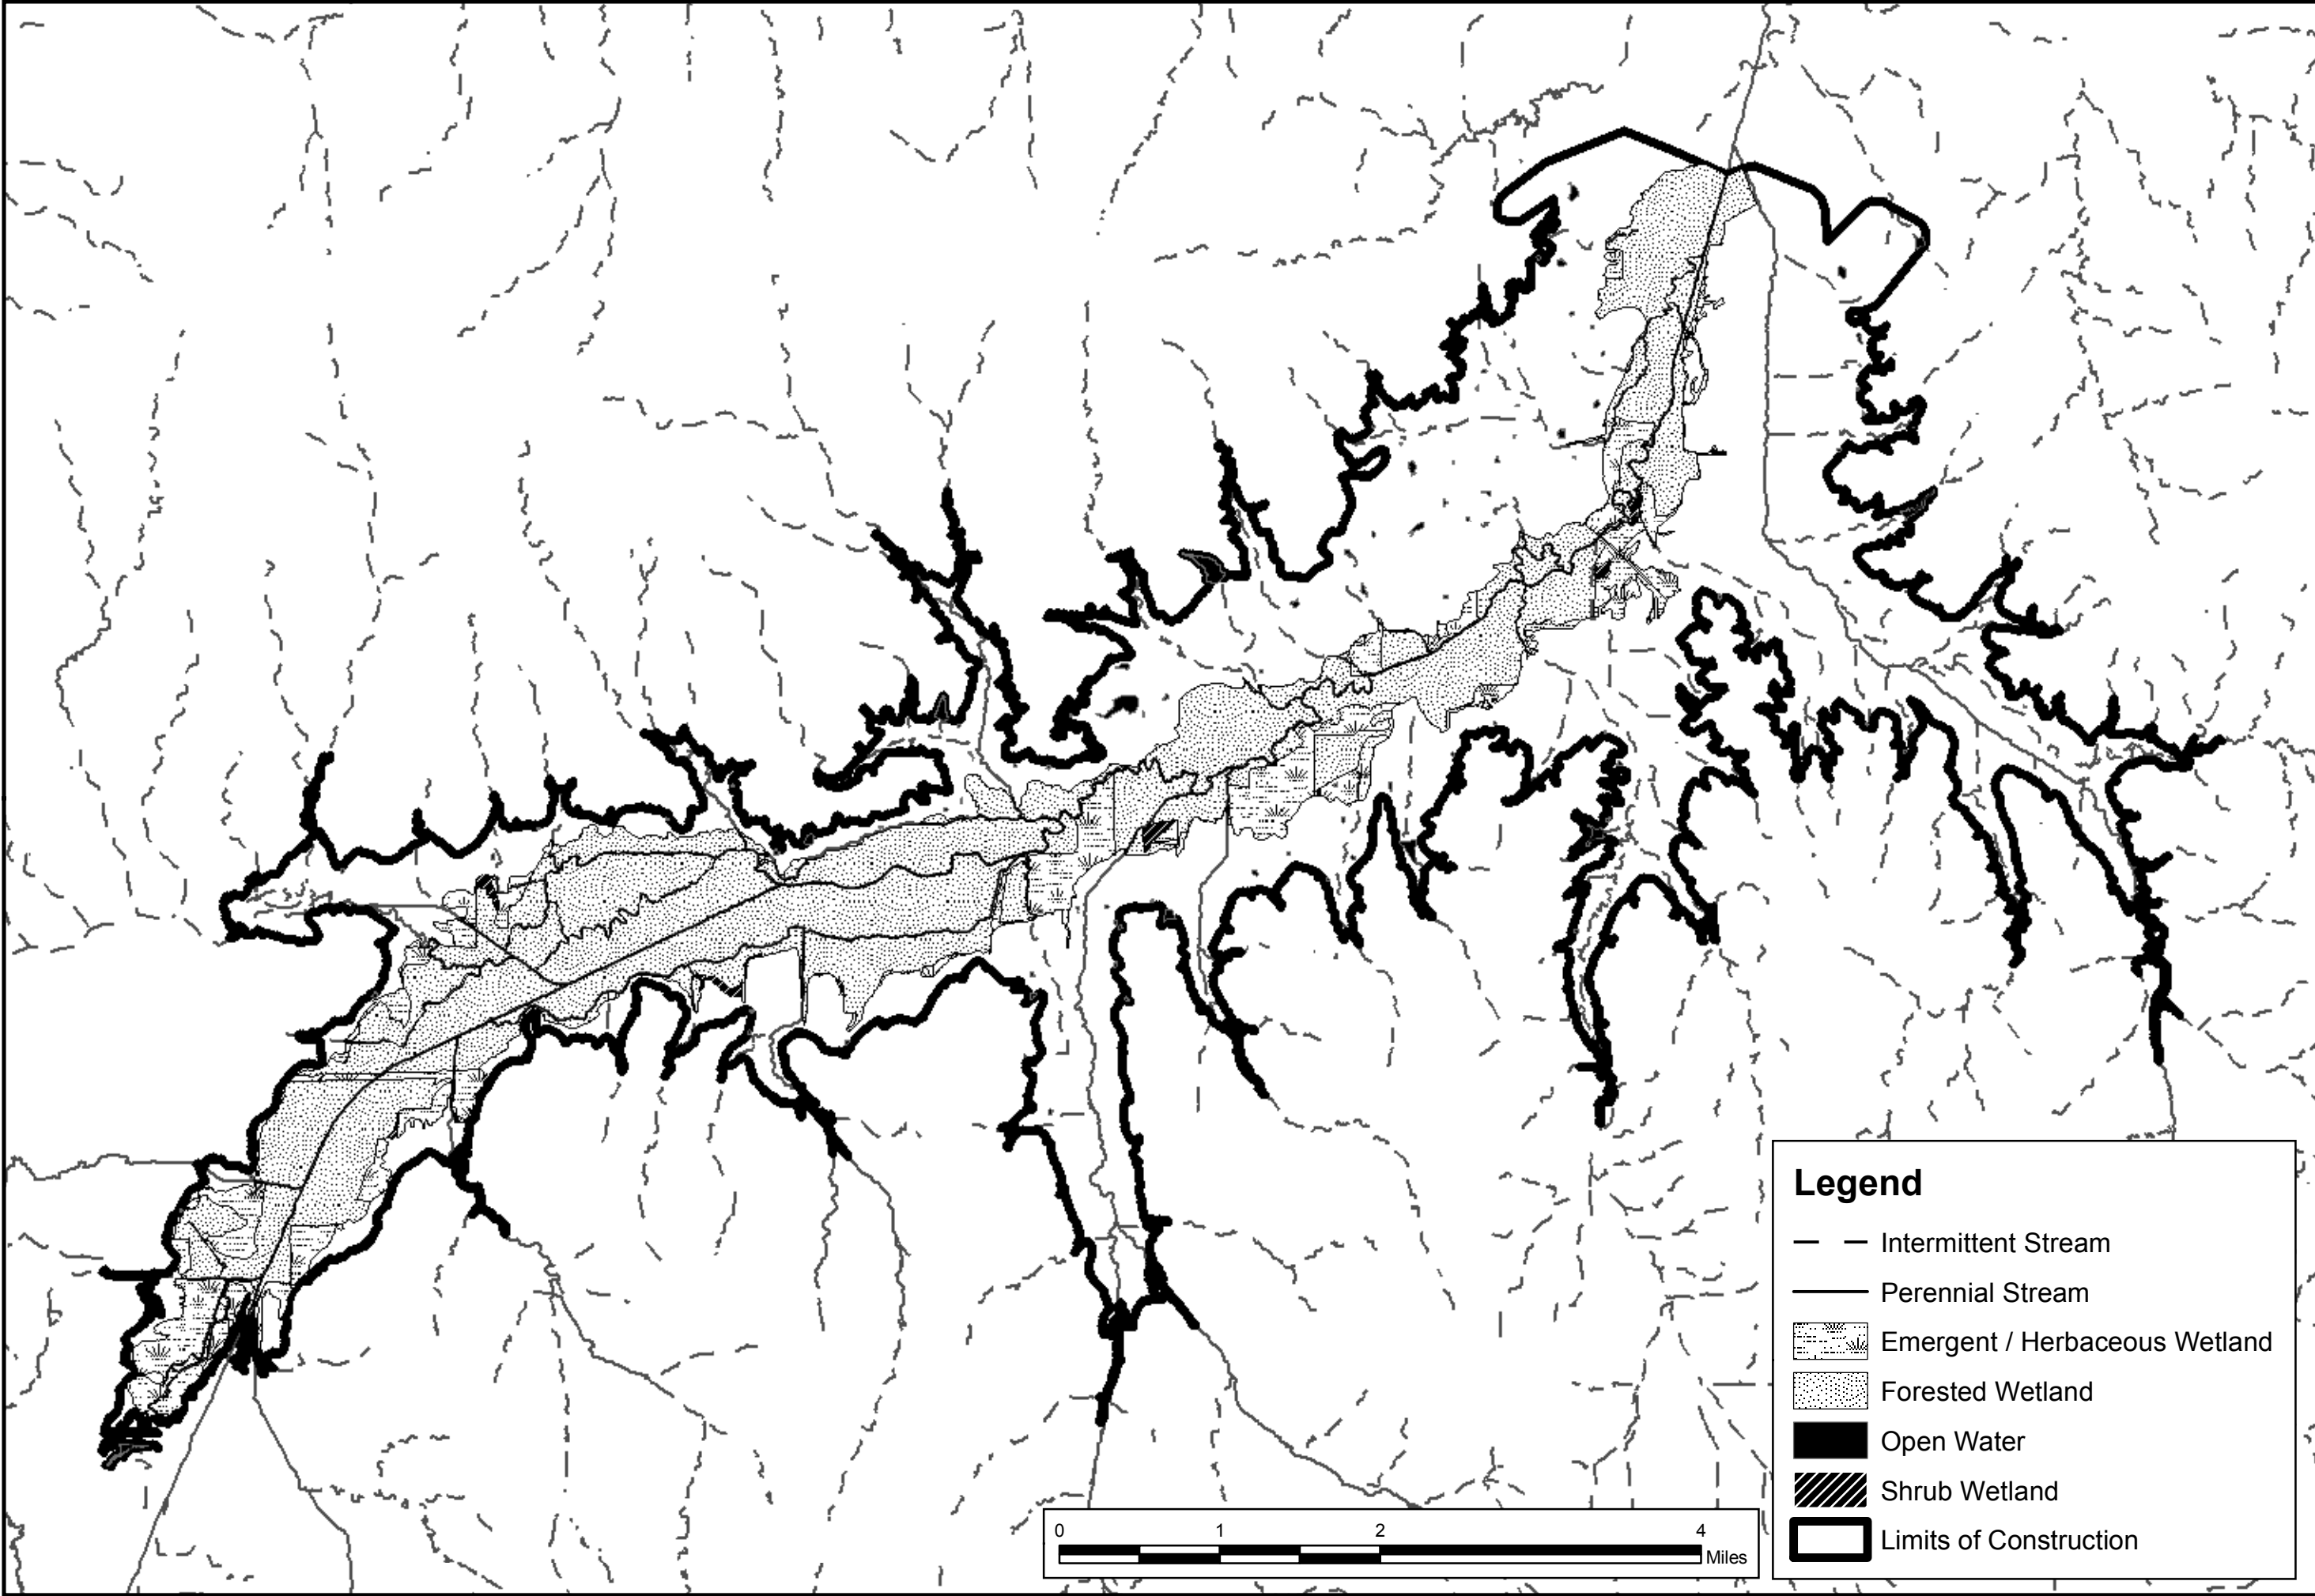 Legend
Intermittent Stream
Perennial Stream
Emergent / Herbaceous Wetland
Forested Wetland
Open Water
Shrub Wetland
Limits of Construction
0 1 2 4
Miles